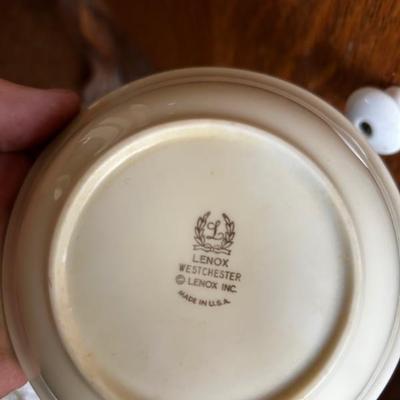 L
LENOX
WESTCHESTER
© LENOX INC.
MADE IN U.S.A.